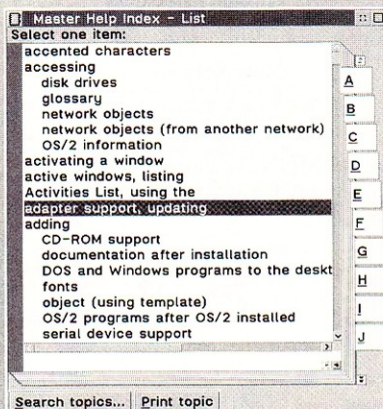 Master Help Index - List
Select one item:
accented characters
accessing
disk drives
glossary
network objects
network objects (from another network)
OS/2 information
activating a window
active windows, listing
Activities List, using the
adapter support, updating
adding
CD-ROM support
documentation after installation
DOS and Windows programs to the deskt
fonts
object (using template)
OS/2 programs after OS/2 installed
serial device support
A
B
C
D
E
F
G
H
I
J
Search topics...
Print topic